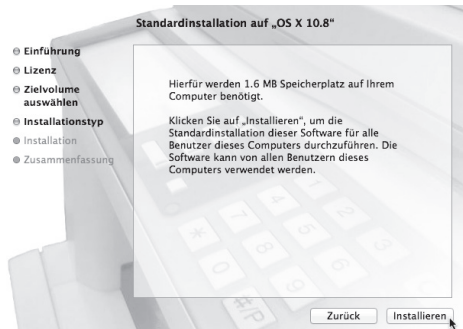 Standardinstallation auf „OS X 10.8“
Einführung
Lizenz
Zielvolume
auswählen
Installationstyp
Installation
Zusammenfassung
Hierfür werden 1.6 MB Speicherplatz auf Ihrem
Computer benötigt.
Klicken Sie auf „Installieren“, um die
Standardinstallation dieser Software für alle
Benutzer dieses Computers durchzuführen. Die
Software kann von allen Benutzern dieses
Computers verwendet werden.
Zurück
Installieren